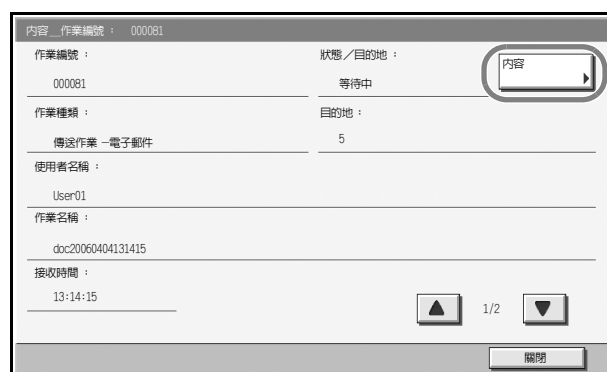 內容__作業編號： 000081
作業編號：
000081
狀態／目的地：
等待中
內容
作業種類：
傳送作業 –電子郵件
目的地：
5
使用者名稱：
User01
作業名稱：
doc20060404131415
接收時間：
13:14:15
1/2
關閉